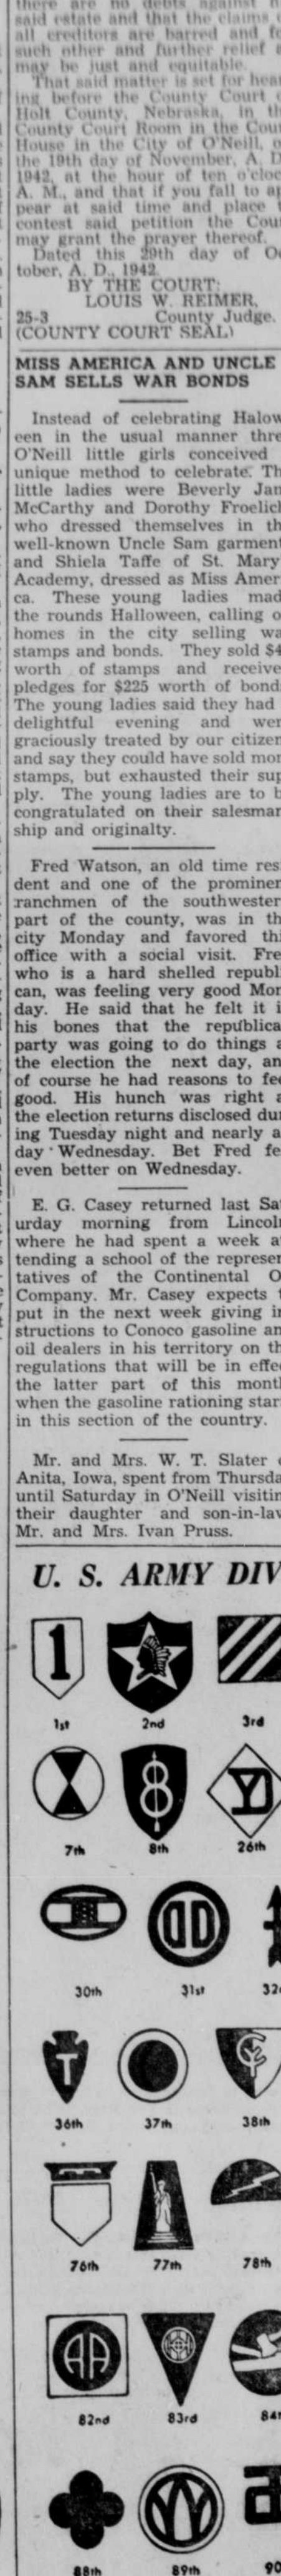 there are no debts against
said estate and that the claims
all creditors are barred and
such other and further relief
may be just and equitable.
That said matter is set for hear
ing before the County Court
Holt County, Nebraska, in th
County Court Room in the Cou
House in the City of O'Neill,
the 19th day of November, A. D
1942, at the hour of ten o'cloc
A. M., and that if you fail to ap
pear at said time and place t
contest said petition the Cou
may grant the prayer thereof.
Dated this 29th day of Oc
tober, A. D., 1942
BY THE COURT:
LOUIS W. REIMER,
25-3 County Judge.
(COUNTY COURT SEAL)
MISS AMERICA AND UNCLE
SAM SELLS WAR BONDS
Instead of celebrating Halow
een in the usual manner thre
O'Neill little girls conceived
unique method to celebrate. Th
little ladies were Beverly Jan
McCarthy and Dorothy Froelich
who dressed themselves in th
well-known Uncle Sam garment
and Shiela Taffe of St. Mary
Academy, dressed as Miss Amer
ca. These young ladies mad
the rounds Halloween, calling o
homes in the city selling wa
stamps and bonds. They sold $4
worth of stamps and receive
pledges for $225 worth of bond
The young ladies said they had
delightful evening and wer
graciously treated by our citizen
and say they could have sold mor
stamps, but exhausted their sup
ply. The young ladies are to b
congratulated on their salesman
ship and originalty.
Fred Watson, an old time res
dent and one of the prominen
ranchmen of the southwester
part of the county, was in th
city Monday and favored thi
office with a social visit. Fre
who is a hard shelled republi
can, was feeling very good Mon
day. He said that he felt it i
his bones that the republica
party was going to do things a
the election the next day, an
of course he had reasons to fee
good. His hunch was right a
the election returns disclosed dur
ing Tuesday night and nearly a
day Wednesday. Bet Fred fe
even better on Wednesday.
E. G. Casey returned last Sat
urday morning from Lincoln
where he had spent a week a
tending a school of the represen
tatives of the Continental O
Company. Mr. Casey expects t
put in the next week giving in
structions to Conoco gasoline an
oil dealers in his territory on th
regulations that will be in effec
the latter part of this month
when the gasoline rationing star
in this section of the country.
Mr. and Mrs. W. T. Slater
Anita, Iowa, spent from Thursda
until Saturday in O'Neill visitin
their daughter and son-in-law
Mr. and Mrs. Ivan Pruss.
U. S. ARMY DIV
1
1st 2nd 3rd
8 YD
7th 8th 26th
DD
30th 31st 32
T CY
36th 37th 38th
76th 77th 78th
AA
82nd 83rd 84
88th 89th 90